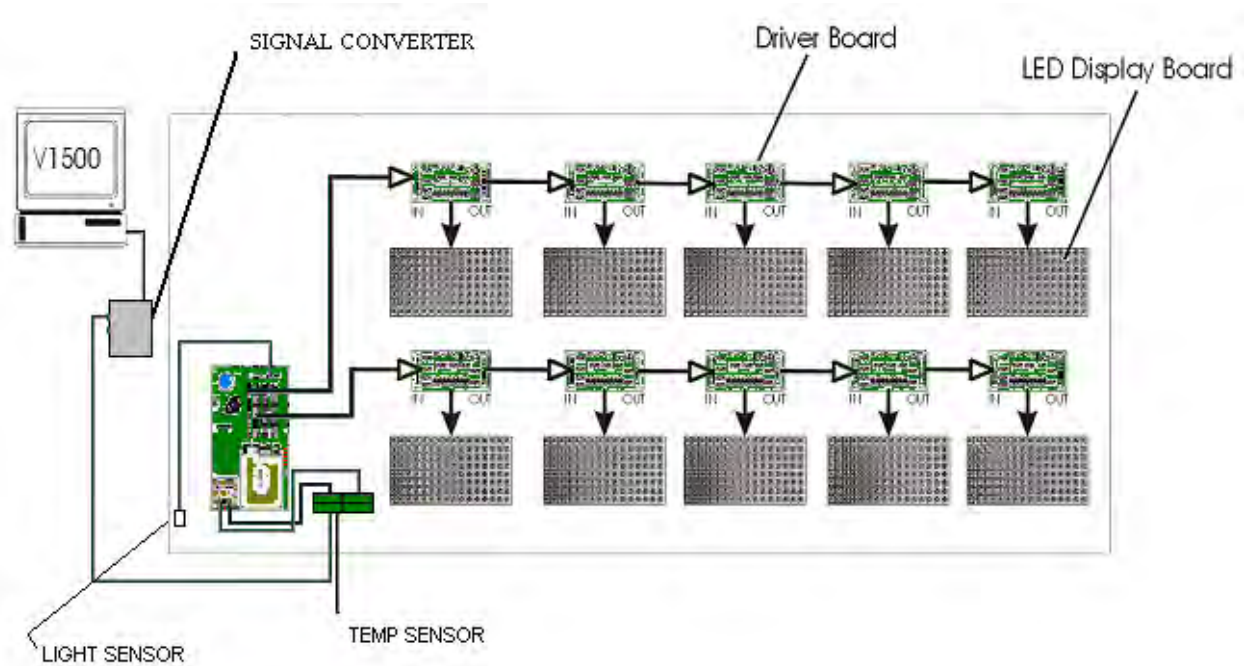 SIGNAL CONVERTER
Driver Board
LED Display Board
V1500
IN OUT IN OUT IN OUT IN OUT IN OUT
IN OUT IN OUT IN OUT IN OUT IN OUT
TEMP SENSOR
LIGHT SENSOR